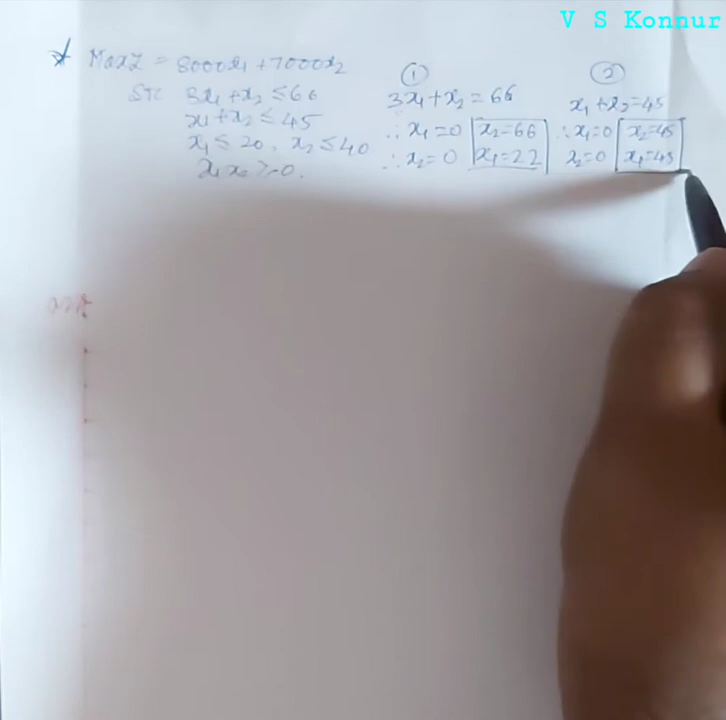 V S Konnur
Max Z = 8000x₁ + 7000x₂
STC 3x₁ + x₂ ≤ 66
x₁ + x₂ ≤ 45
x₁ ≤ 20, x₂ ≤ 40
x₁ x₂ ≥ 0.
①
3x₁ + x₂ = 66
∴ x₁ = 0 x₂ = 66
∴ x₂ = 0 x₁ = 22
②
x₁ + x₂ = 45
∴ x₁ = 0 x₂ = 45
x₂ = 0 x₁ = 45